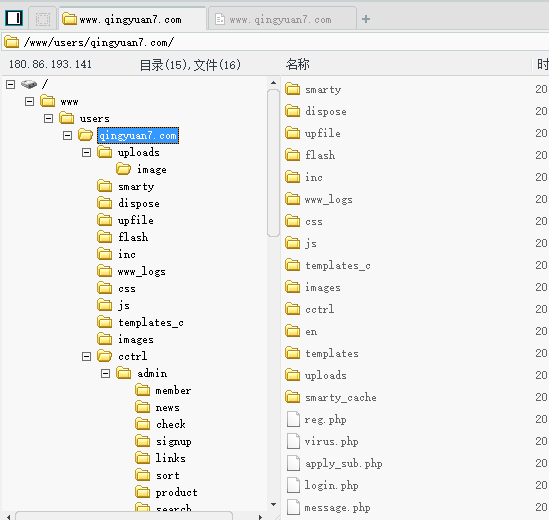 www.qingyuan7.com
www.qingyuan7.com
/www/users/qingyuan7.com/
180.86.193.141
目录(15),文件(16)
名称
时
/
www
users
qingyuan7.com
uploads
image
smarty
dispose
upfile
flash
inc
www_logs
css
js
templates_c
images
cctrl
admin
member
news
check
signup
links
sort
product
search
smarty 20
dispose 20
upfile 20
flash 20
inc 20
www_logs 20
css 20
js 20
templates_c 20
images 20
cctrl 20
en 20
templates 20
uploads 20
smarty_cache 20
reg.php 20
virus.php 20
apply_sub.php 20
login.php 20
message.php 20